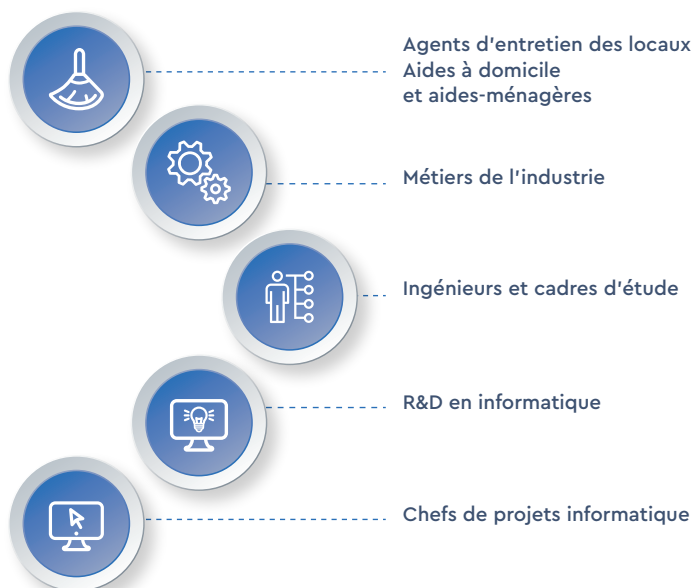 Agents d'entretien des locaux
Aides à domicile
et aides-ménagères
Métiers de l'industrie
Ingénieurs et cadres d'étude
R&D en informatique
Chefs de projets informatique